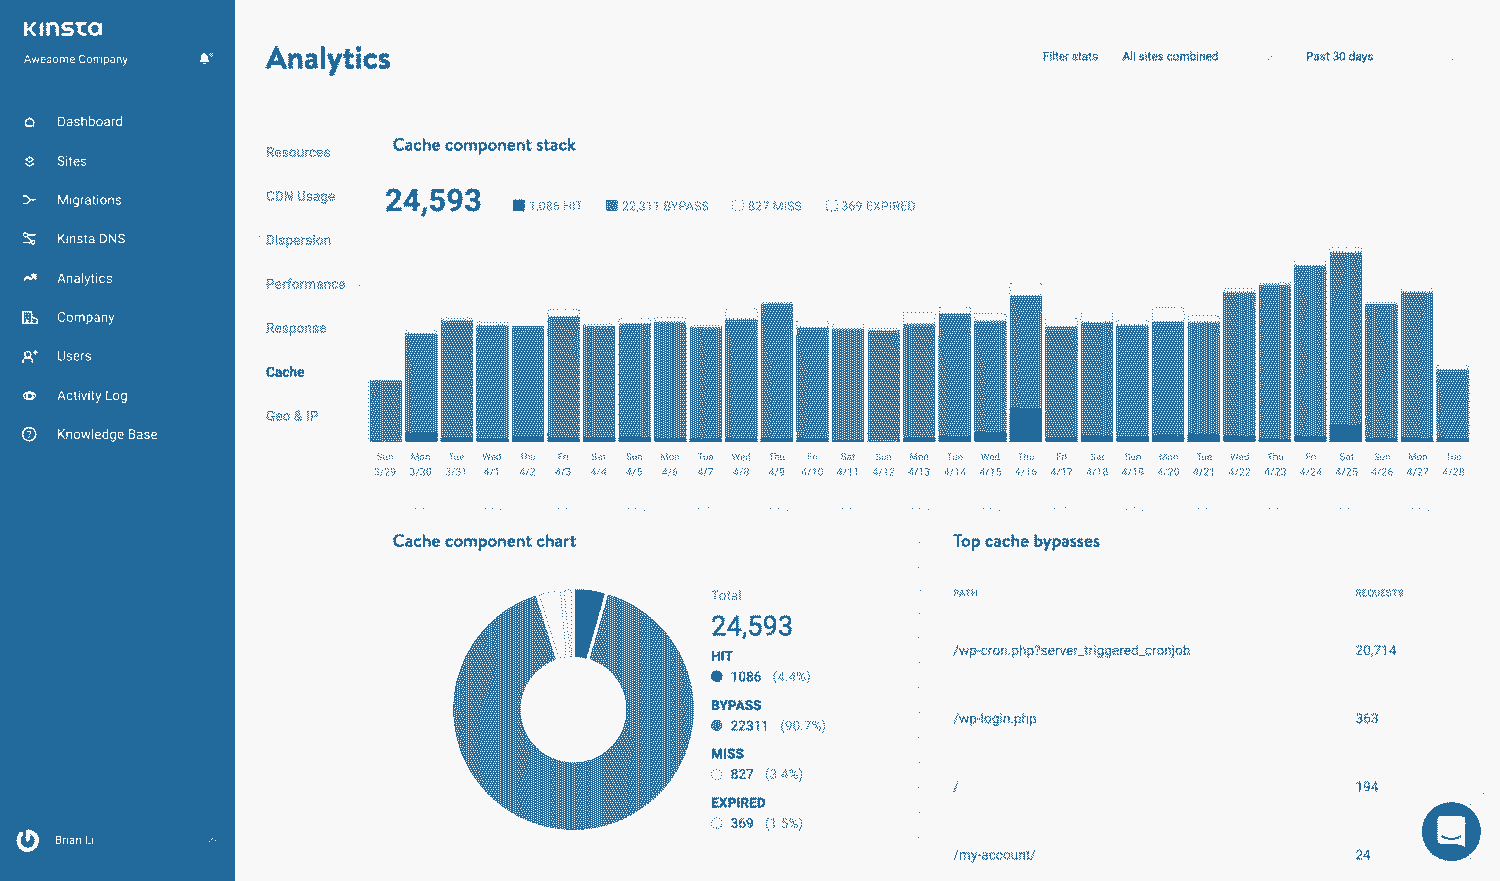 Kinsta
Awesome Company
Dashboard
Sites
Migrations
Kinsta DNS
Analytics
Company
Users
Activity Log
Knowledge Base
Brian Li
Analytics
Filter stats All sites combined Past 30 days
Resources
CDN Usage
Dispersion
Performance
Response
Cache
Geo & IP
Cache component stack
24,593 1,086 HIT 22,311 BYPASS 827 MISS 369 EXPIRED
Sun Mon Tue Wed Thu Fri Sat Sun Mon Tue Wed Thu Fri Sat Sun Mon Tue Wed Thu Fri Sat Sun Mon Tue Wed Thu Fri Sat Sun Mon Tue
3/29 3/30 3/31 4/1 4/2 4/3 4/4 4/5 4/6 4/7 4/8 4/9 4/10 4/11 4/12 4/13 4/14 4/15 4/16 4/17 4/18 4/19 4/20 4/21 4/22 4/23 4/24 4/25 4/26 4/27 4/28
Cache component chart
Total
24,593
HIT
1086 (4.4%)
BYPASS
22311 (90.7%)
MISS
827 (3.4%)
EXPIRED
369 (1.5%)
Top cache bypasses
PATH REQUESTS
/wp-cron.php?server_triggered_cronjob 20,714
/wp-login.php 363
/ 194
/my-account/ 24